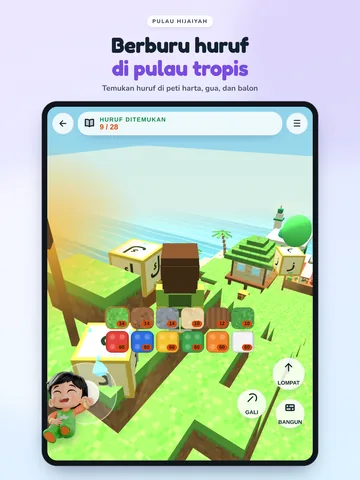 PULAU HIJAIYAH
Berburu huruf
di pulau tropis
Temukan huruf di peti harta, gua, dan balon
HURUF DITEMUKAN
9 / 28
LOMPAT
GALI
BANGUN